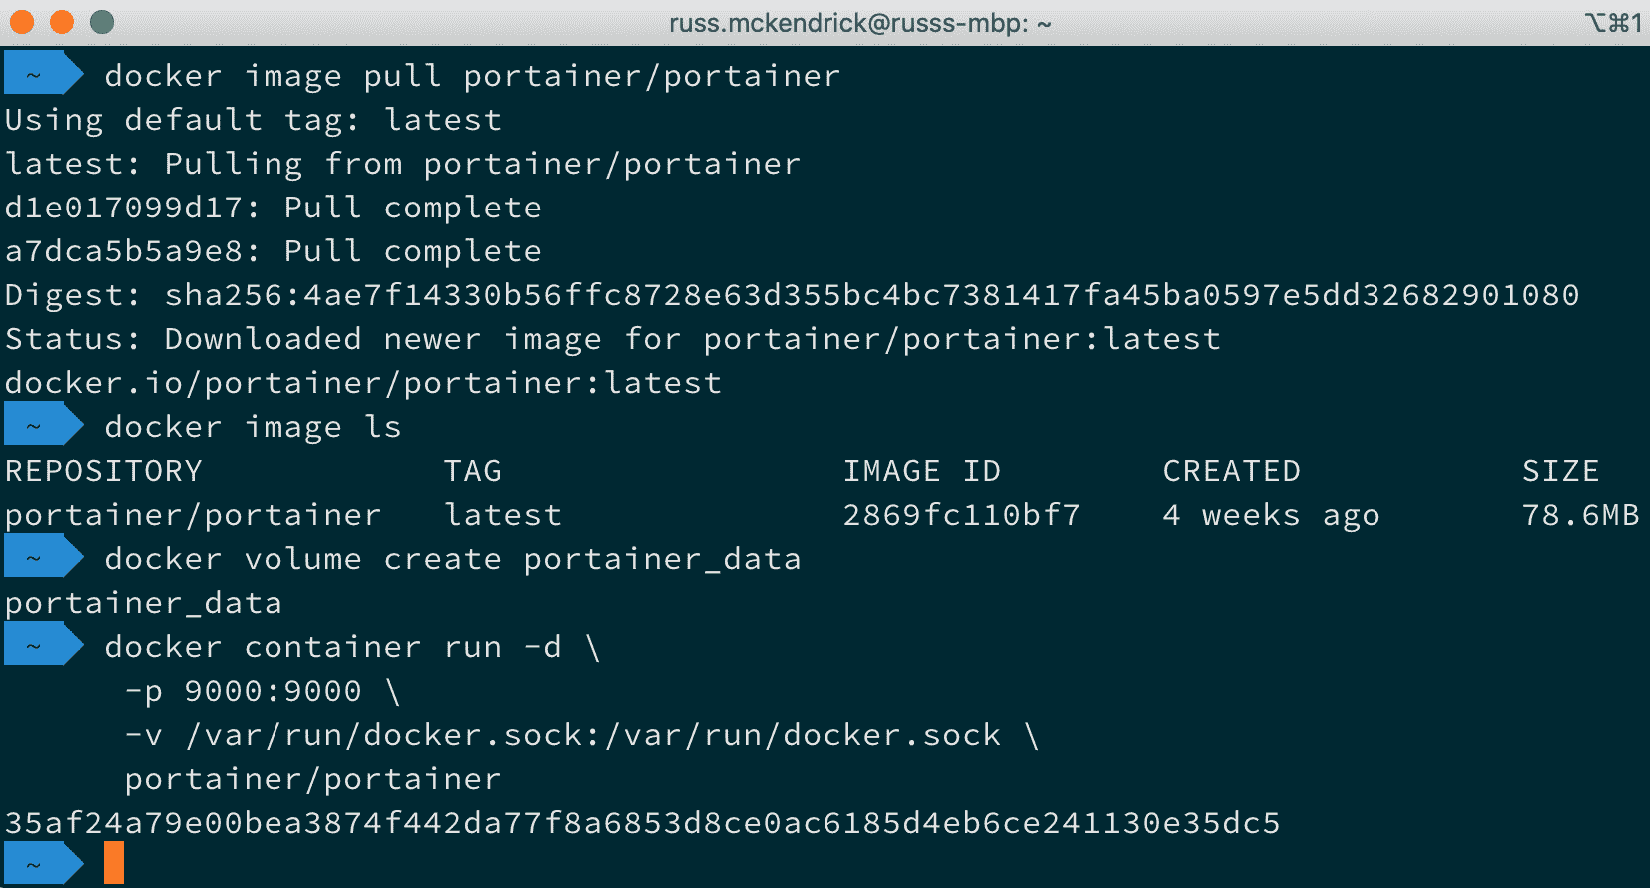 russ.mckendrick@russs-mbp: ~
⌥⌘1
~ docker image pull portainer/portainer
Using default tag: latest
latest: Pulling from portainer/portainer
d1e017099d17: Pull complete
a7dca5b5a9e8: Pull complete
Digest: sha256:4ae7f14330b56ffc8728e63d355bc4bc7381417fa45ba0597e5dd32682901080
Status: Downloaded newer image for portainer/portainer:latest
docker.io/portainer/portainer:latest
~ docker image ls
REPOSITORY TAG IMAGE ID CREATED SIZE
portainer/portainer latest 2869fc110bf7 4 weeks ago 78.6MB
~ docker volume create portainer_data
portainer_data
~ docker container run -d \
-p 9000:9000 \
-v /var/run/docker.sock:/var/run/docker.sock \
portainer/portainer
35af24a79e00bea3874f442da77f8a6853d8ce0ac6185d4eb6ce241130e35dc5
~